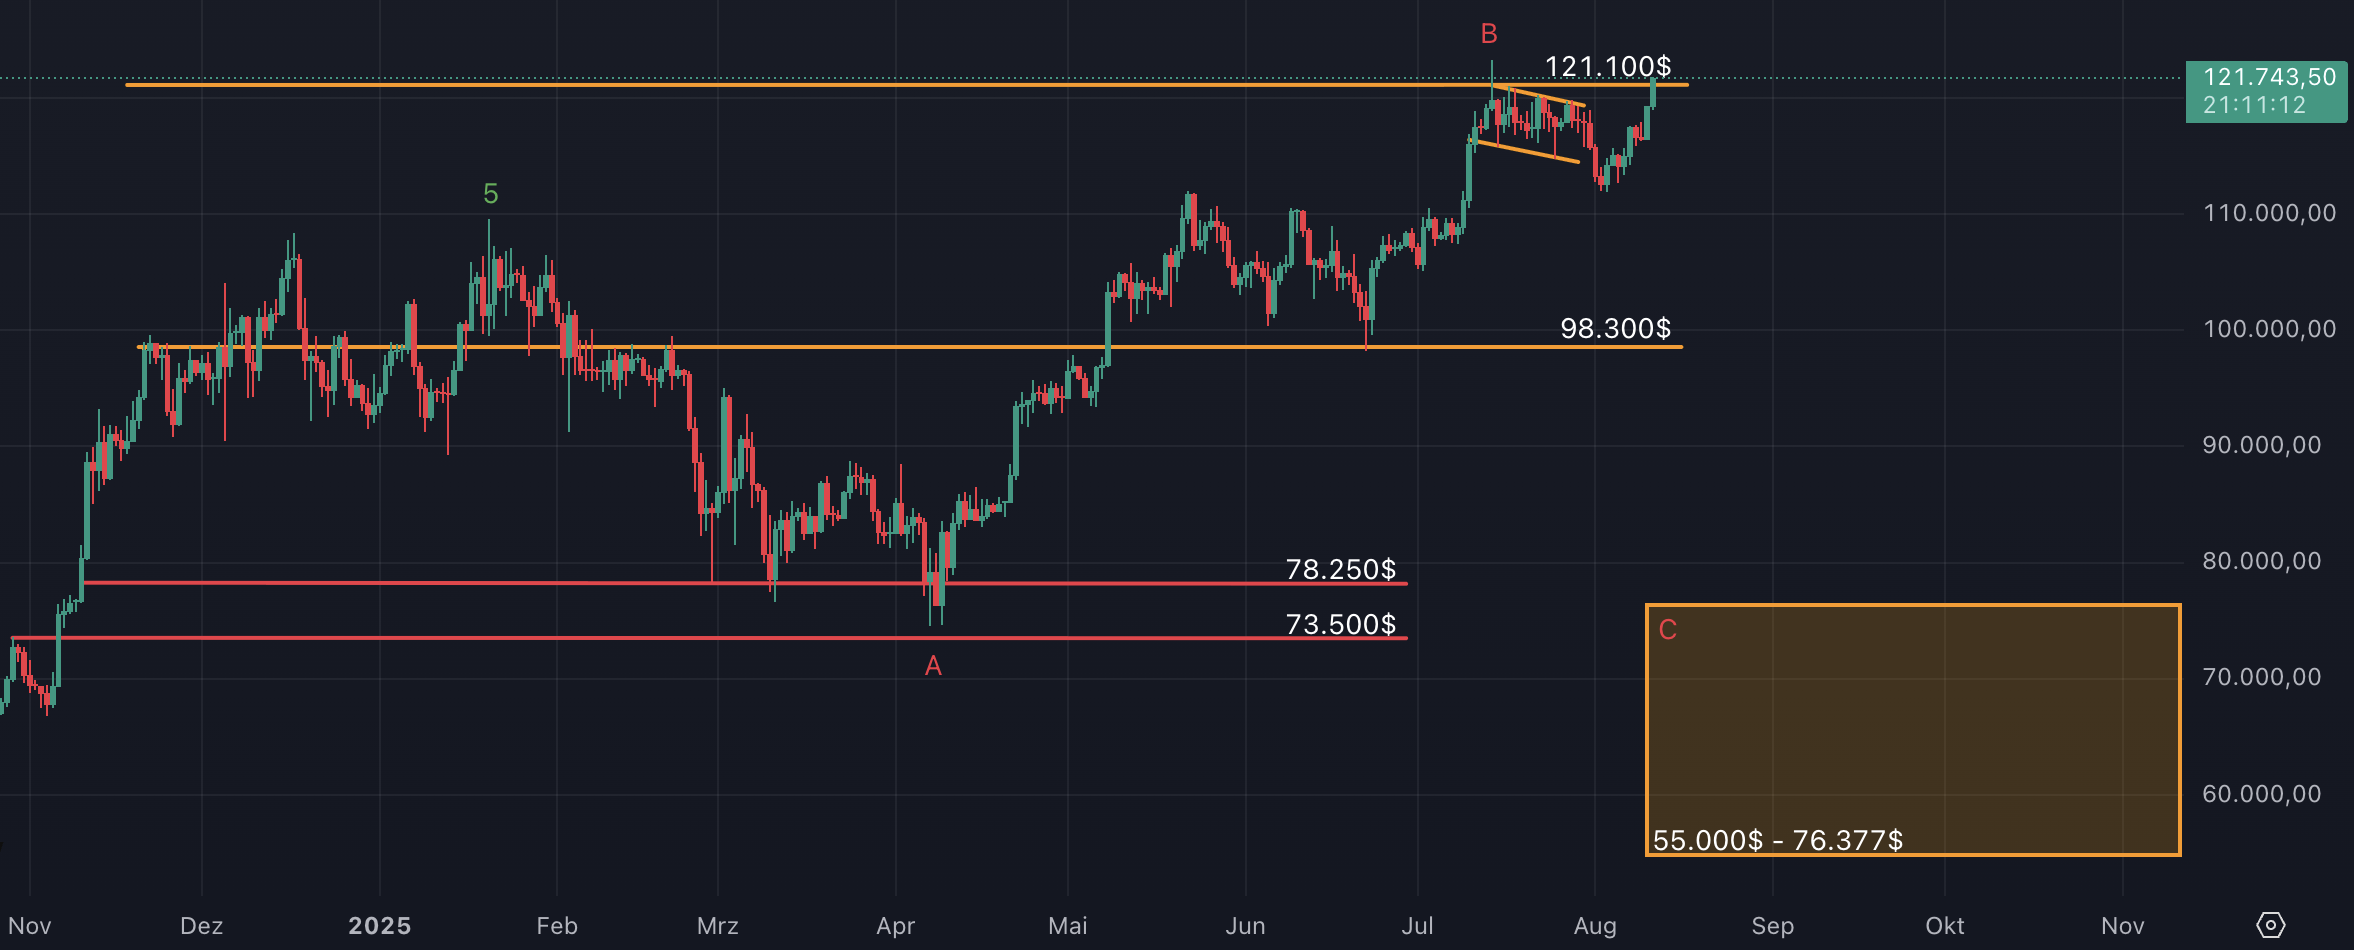 B
121.100$
121.743,50
21:11:12
5
110.000,00
98.300$
100.000,00
90.000,00
78.250$
80.000,00
73.500$
A
C
70.000,00
60.000,00
55.000$ - 76.377$
Nov Dez 2025 Feb Mrz Apr Mai Jun Jul Aug Sep Okt Nov